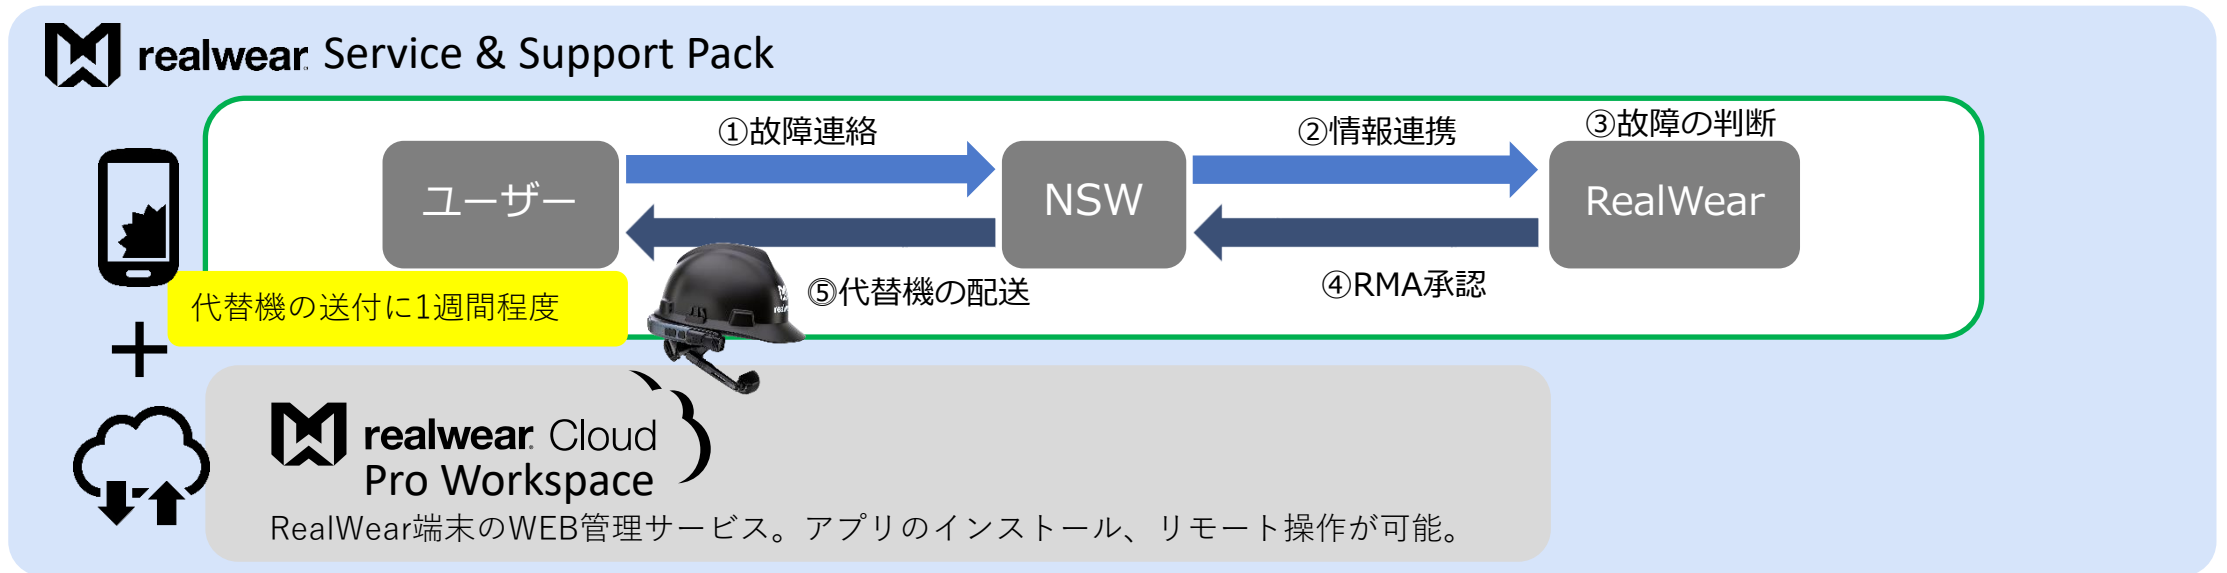 realwear Service & Support Pack
①故障連絡
②情報連携
③故障の判断
ユーザー
NSW
RealWear
⑤代替機の配送
④RMA承認
代替機の送付に1週間程度
realwear Cloud
Pro Workspace
RealWear端末のWEB管理サービス。アプリのインストール、リモート操作が可能。